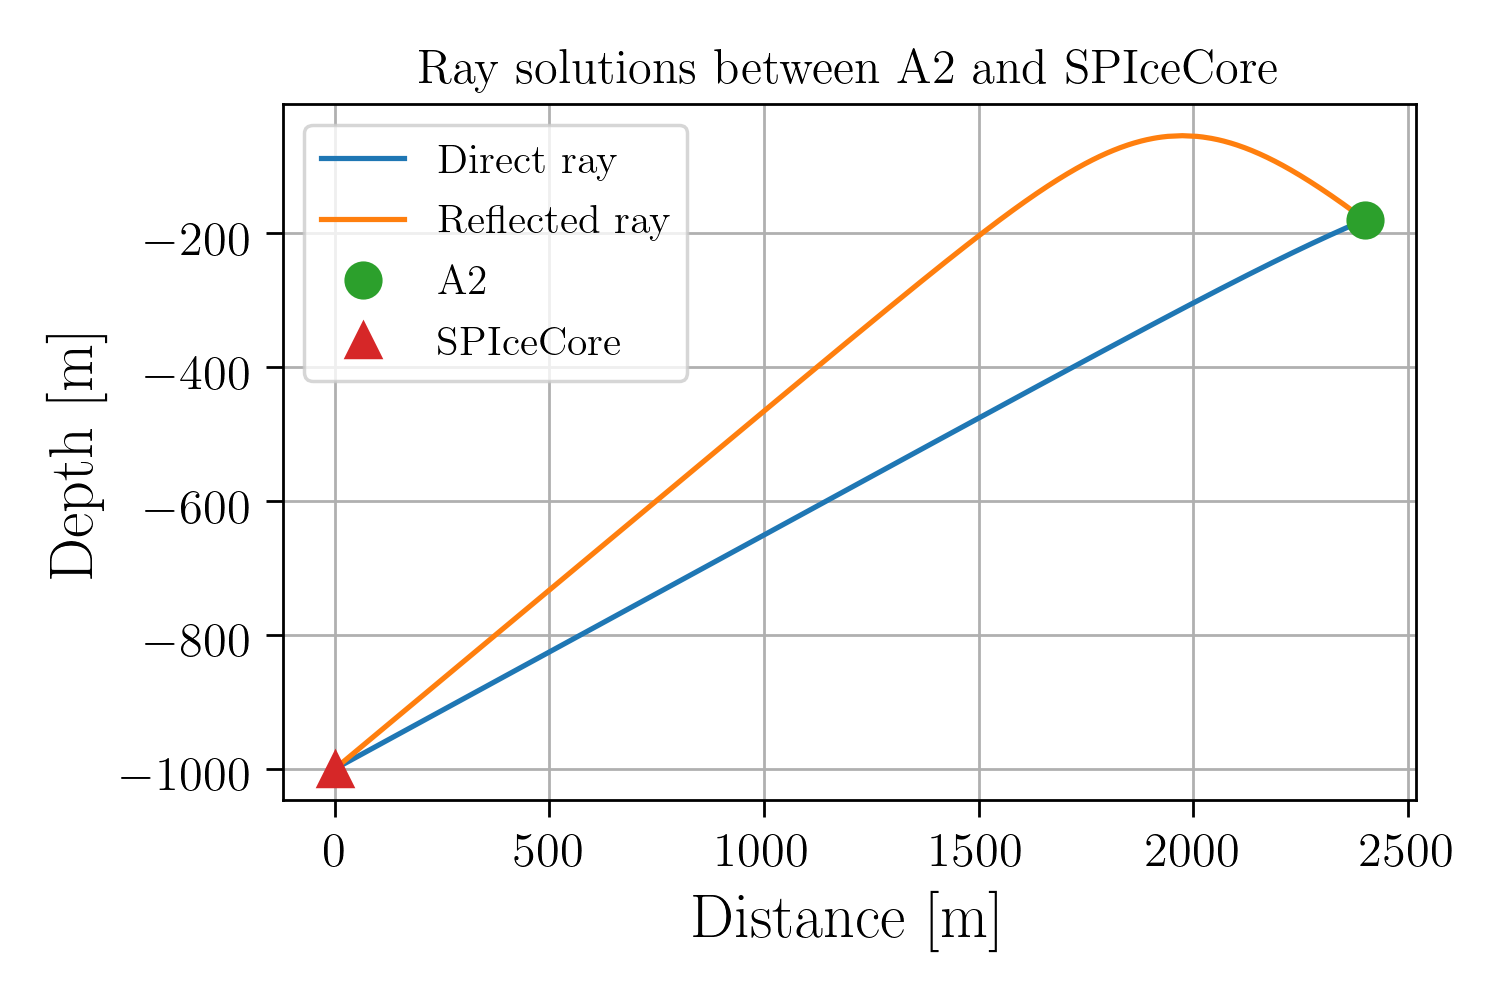 Ray solutions between A2 and SPIceCore
Direct ray
Reflected ray
A2
SPIceCore
Depth [m]
−200
−400
−600
−800
−1000
0 500 1000 1500 2000 2500
Distance [m]